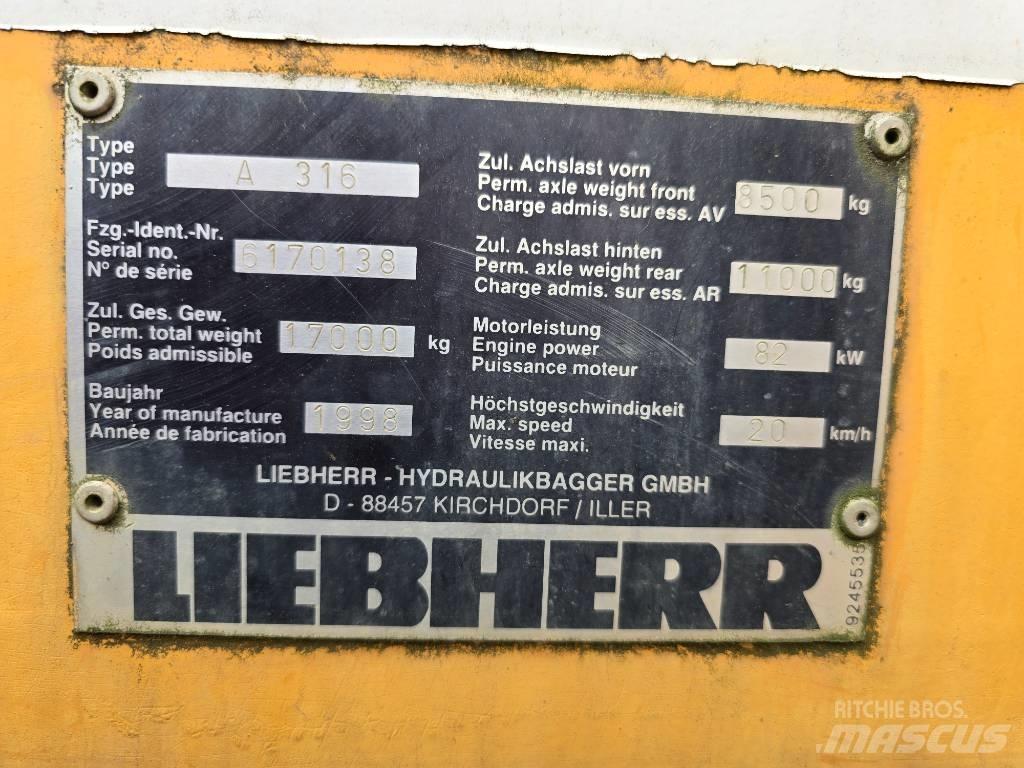 Type
Type A 316
Type
Fzg.-Ident.-Nr.
Serial no. 6170138
N° de série
Zul. Ges. Gew.
Perm. total weight 17000 kg
Poids admissible
Baujahr
Year of manufacture 1998
Année de fabrication
Zul. Achslast vorn
Perm. axle weight front 8500 kg
Charge admis. sur ess. AV
Zul. Achslast hinten
Perm. axle weight rear 11000 kg
Charge admis. sur ess. AR
Motorleistung
Engine power 82 kW
Puissance moteur
Höchstgeschwindigkeit
Max. speed 20 km/h
Vitesse maxi.
LIEBHERR - HYDRAULIKBAGGER GMBH
D - 88457 KIRCHDORF / ILLER
LIEBHERR
9245535
RITCHIE BROS.
MASCUS